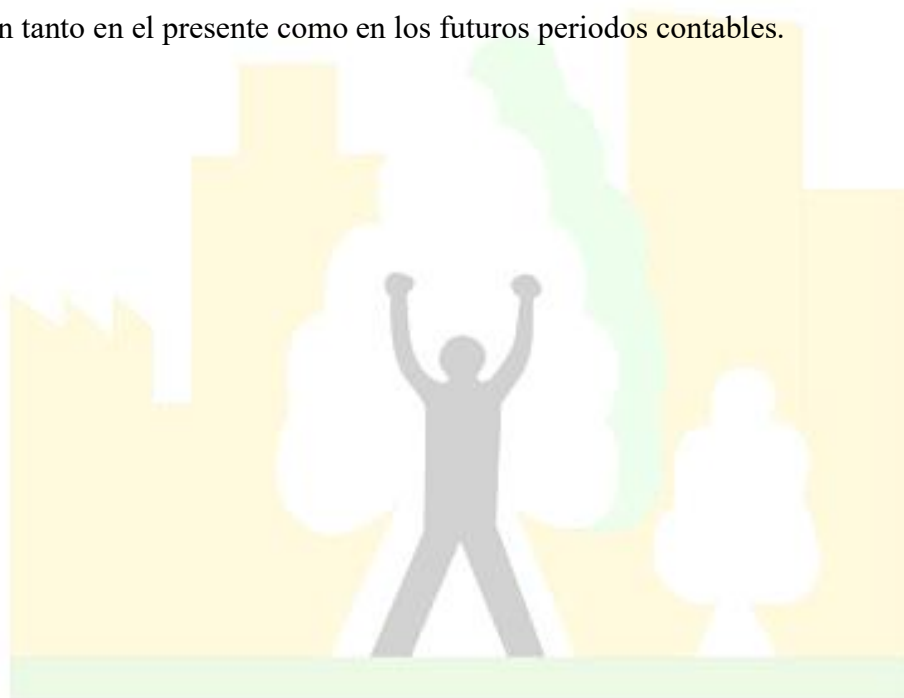 n tanto en el presente como en los futuros periodos contables.